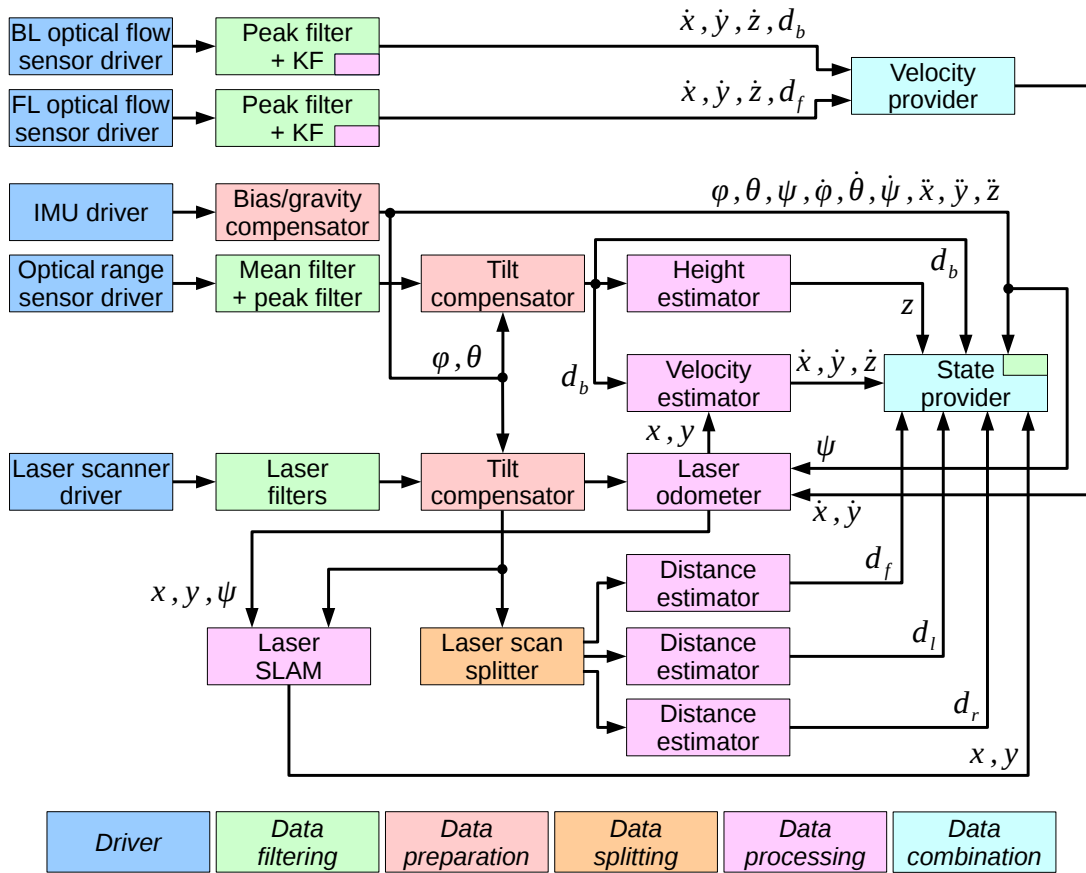 BL optical flow
sensor driver
Peak filter
+ KF
ẋ, ẏ, ż, d_b
Velocity
provider
FL optical flow
sensor driver
Peak filter
+ KF
ẋ, ẏ, ż, d_f
IMU driver
Bias/gravity
compensator
φ, θ, ψ, φ̇, θ̇, ψ̇, ẍ, ÿ, z̈
Optical range
sensor driver
Mean filter
+ peak filter
Tilt
compensator
Height
estimator
d_b
z
φ, θ
d_b
Velocity
estimator
ẋ, ẏ, ż
State
provider
x, y
ψ
Laser scanner
driver
Laser
filters
Tilt
compensator
Laser
odometer
ẋ, ẏ
x, y, ψ
Distance
estimator
d_f
Laser
SLAM
Laser scan
splitter
Distance
estimator
d_l
Distance
estimator
d_r
x, y
Driver
Data
filtering
Data
preparation
Data
splitting
Data
processing
Data
combination